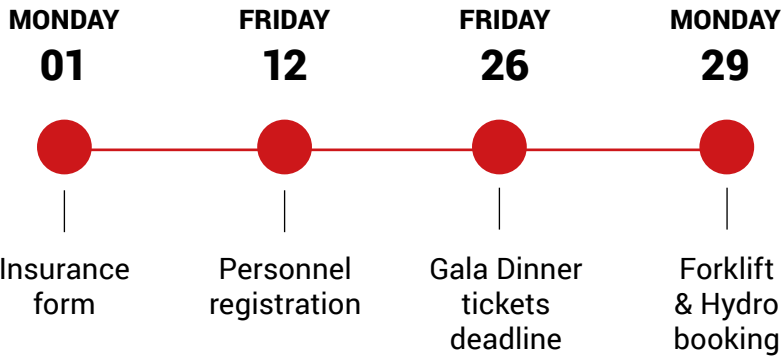 MONDAY
01
FRIDAY
12
FRIDAY
26
MONDAY
29
Insurance
form
Personnel
registration
Gala Dinner
tickets
deadline
Forklift
& Hydro
booking